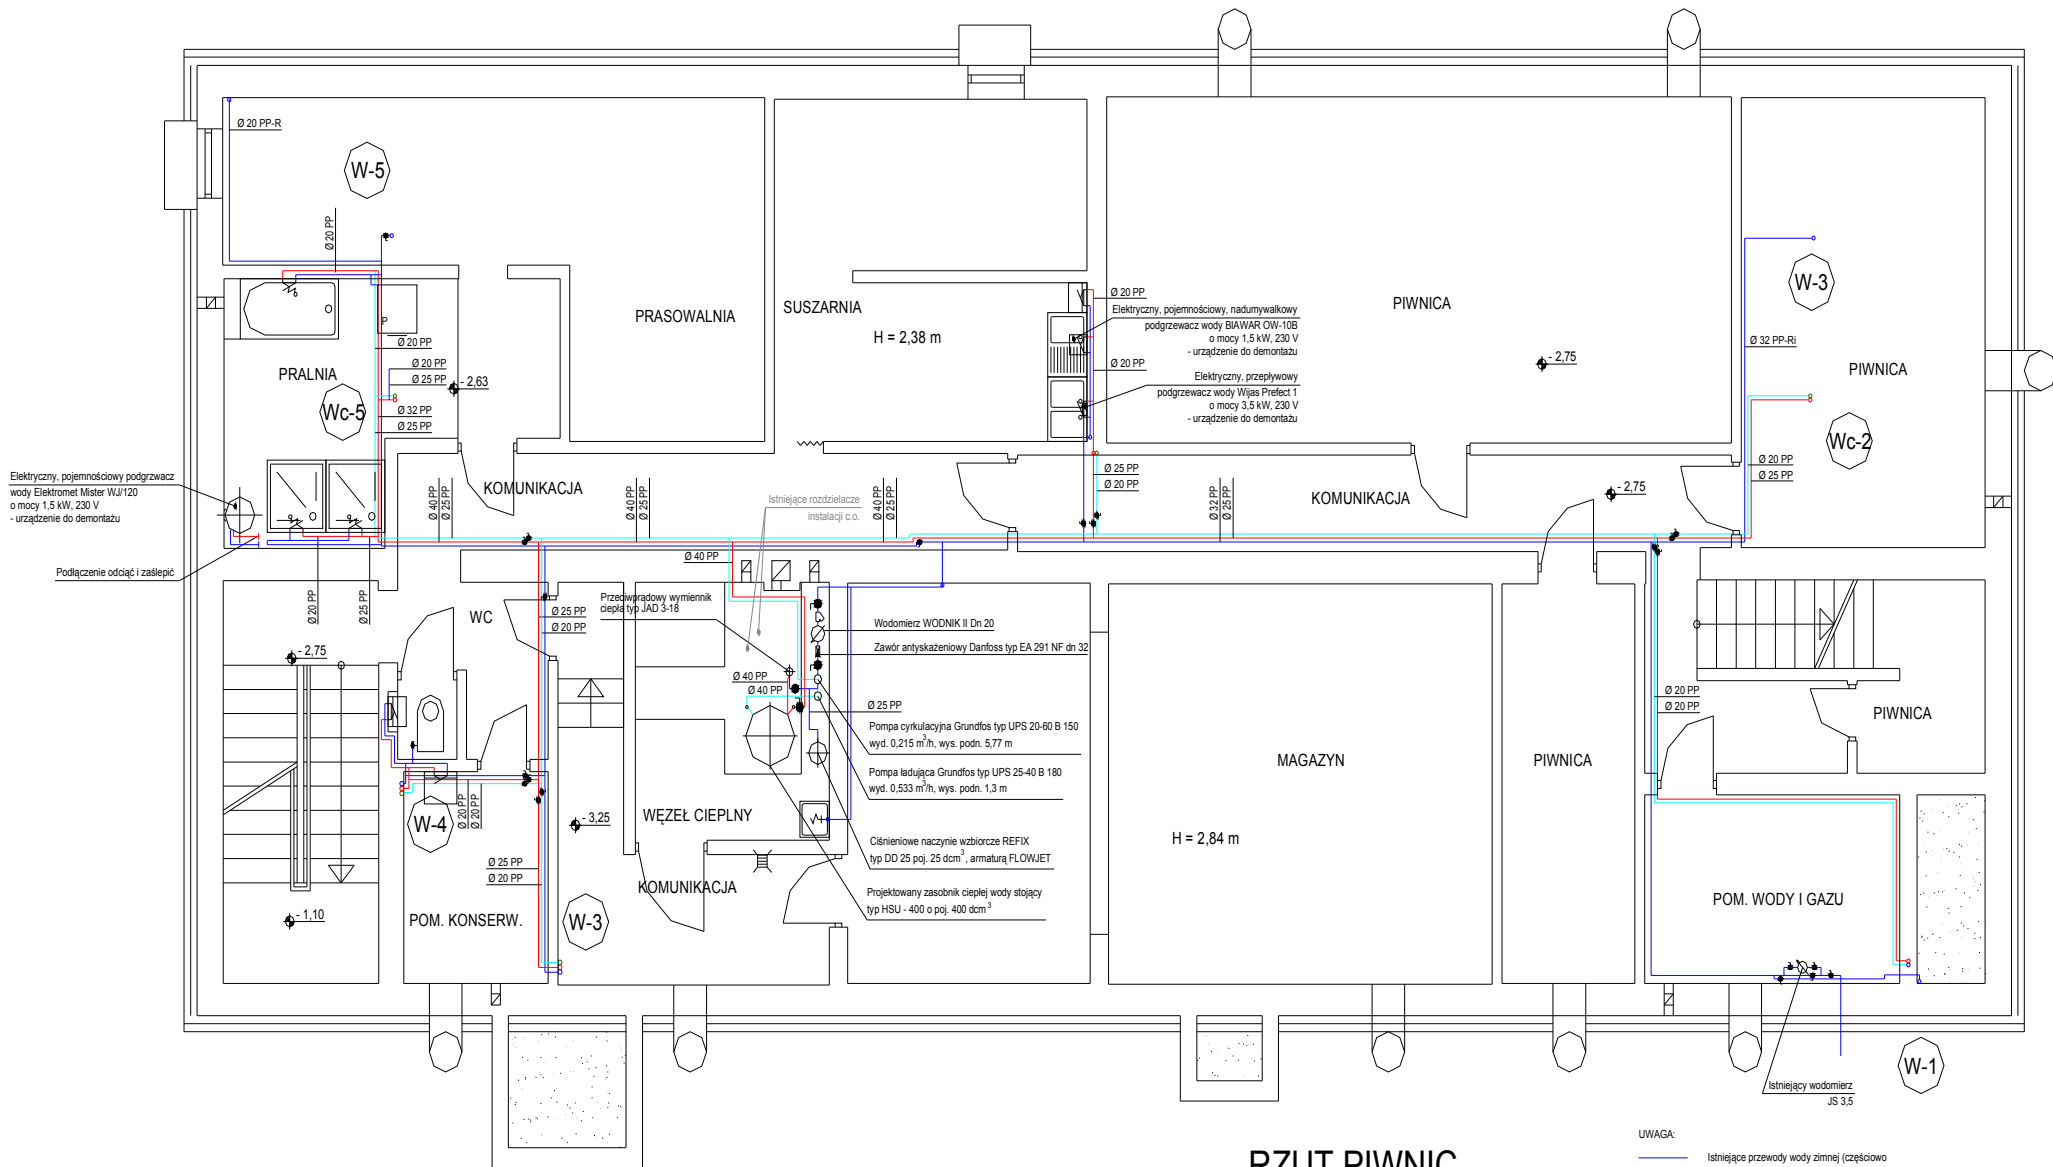 Ø 20 PP-R
W-5
Ø 20 PP
PRASOWALNIA
SUSZARNIA
H = 2,38 m
PIWNICA
- 2,75
W-3
Ø 32 PP-Ri
PIWNICA
Wc-2
Ø 20 PP
Ø 25 PP
Ø 20 PP
Elektryczny, pojemnościowy, nadumywalkowy
podgrzewacz wody BIAWAR OW-10B
o mocy 1,5 kW, 230 V
- urządzenie do demontażu
Ø 20 PP
Elektryczny, przepływowy
podgrzewacz wody Wijas Prefect 1
o mocy 3,5 kW, 230 V
- urządzenie do demontażu
P
Ø 20 PP
Ø 20 PP
Ø 25 PP
- 2,63
PRALNIA
Wc-5
Ø 32 PP
Ø 25 PP
Elektryczny, pojemnościowy podgrzwacz
wody Elektromet Mister WJ/120
o mocy 1,5 kW, 230 V
- urządzenie do demontażu
Podłączenie odciąć i zaślepić
Ø 40 PP
Ø 25 PP
KOMUNIKACJA
Ø 40 PP
Ø 25 PP
Istniejące rozdzielacze
instalacji c.o.
Ø 40 PP
Ø 25 PP
Ø 25 PP
Ø 20 PP
Ø 32 PP
Ø 25 PP
KOMUNIKACJA
- 2,75
Ø 40 PP
Ø 20 PP
Ø 25 PP
WC
Ø 25 PP
Ø 20 PP
Przeciwprądowy wymiennik
ciepła typ JAD 3-18
Wodomierz WODNIK II Dn 20
Zawór antyskażeniowy Danfoss typ EA 291 NF dn 32
- 2,75
Ø 40 PP
Ø 40 PP
Ø 25 PP
Pompa cyrkulacyjna Grundfos typ UPS 20-60 B 150
wyd. 0,215 m³/h, wys. podn. 5,77 m
Pompa ładująca Grundfos typ UPS 25-40 B 180
wyd. 0,533 m³/h, wys. podn. 1,3 m
Ø 20 PP
Ø 20 PP
PIWNICA
MAGAZYN
PIWNICA
Ø 20 PP
Ø 20 PP
W-4
- 3,25
WĘZEŁ CIEPLNY
H = 2,84 m
Ciśnieniowe naczynie wzbiorcze REFIX
typ DD 25 poj. 25 dcm³, armaturą FLOWJET
Ø 25 PP
Ø 20 PP
KOMUNIKACJA
Projektowany zasobnik ciepłej wody stojący
typ HSU - 400 o poj. 400 dcm³
POM. WODY I GAZU
- 1,10
POM. KONSERW.
W-3
W-1
Istniejący wodomierz
JS 3,5
UWAGA:
RZUT PIWNIC
Istniejące przewody wody zimnej (częściowo